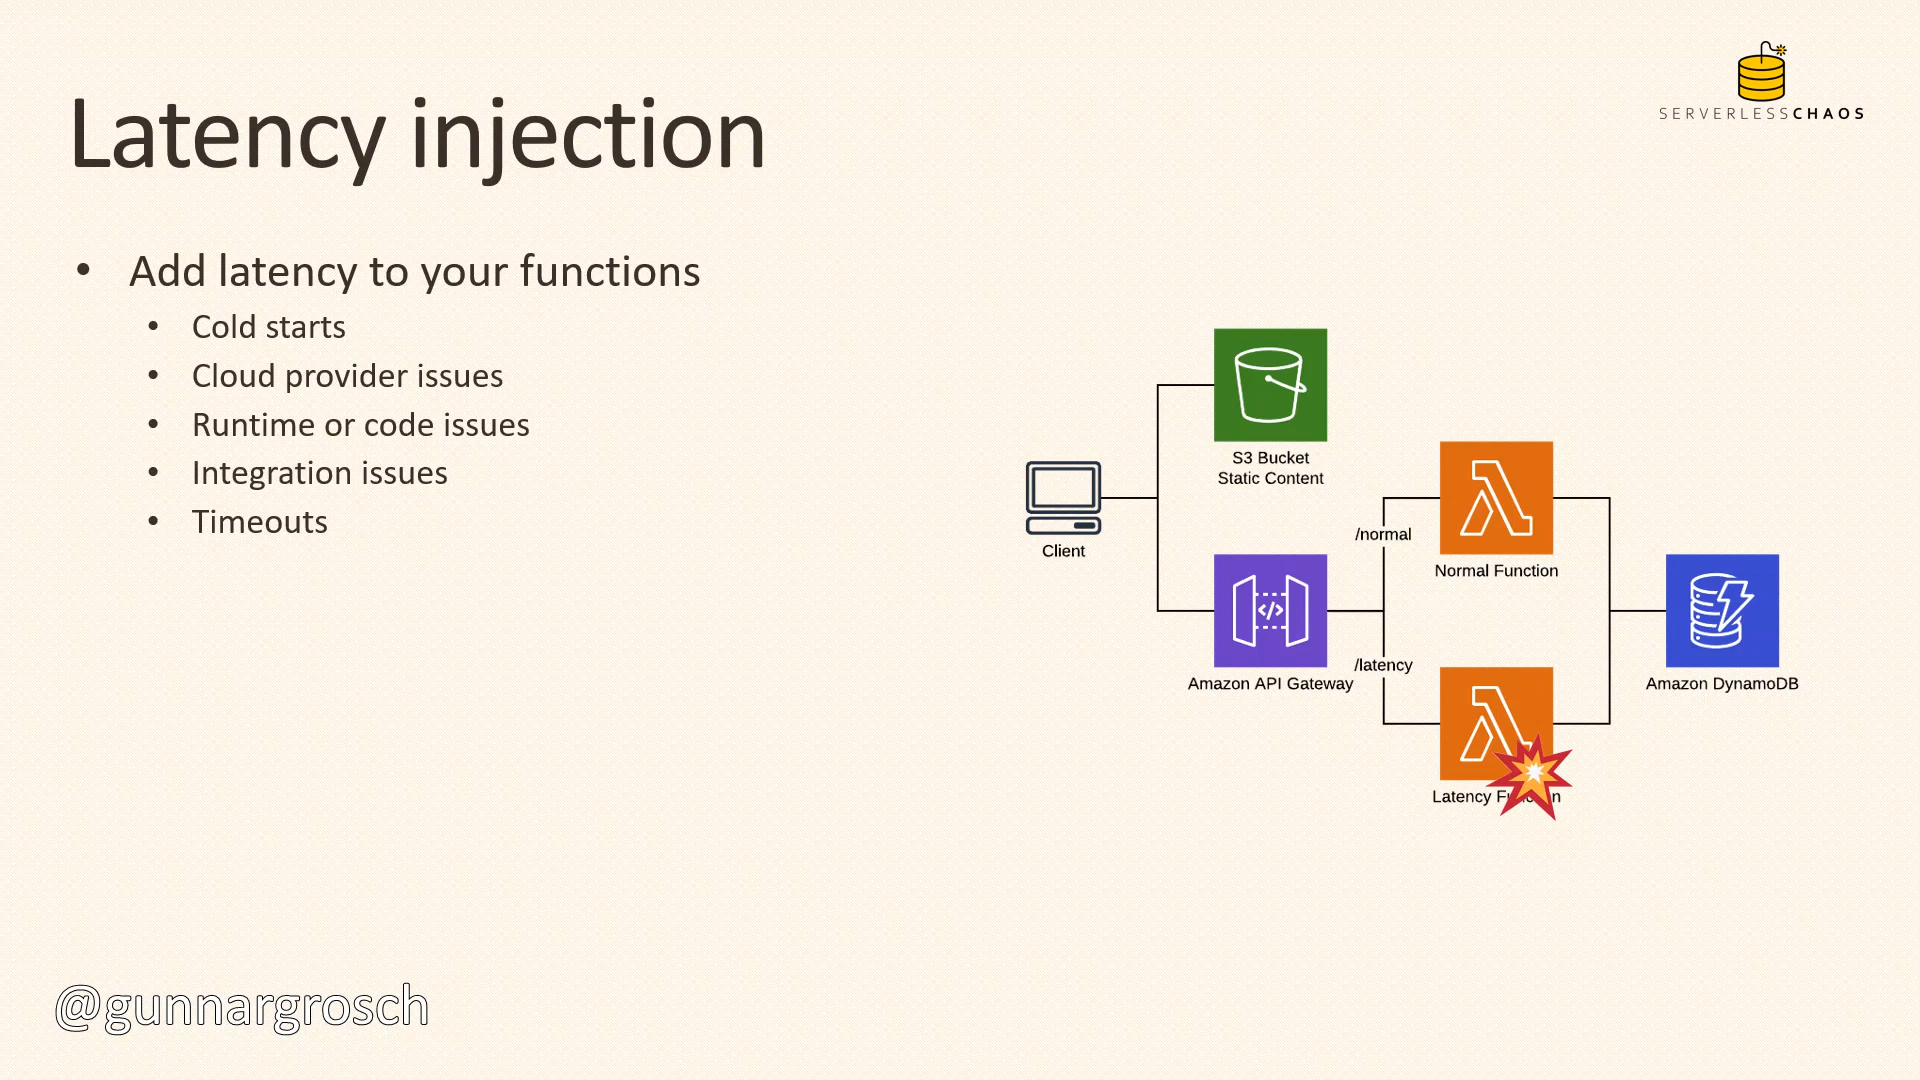 SERVERLESSCHAOS
Latency injection
• Add latency to your functions
• Cold starts
• Cloud provider issues
• Runtime or code issues
• Integration issues
• Timeouts
S3 Bucket
Static Content
Client
/normal
Normal Function
</>
Amazon API Gateway
/latency
Amazon DynamoDB
Latency Function
@gunnargrosch